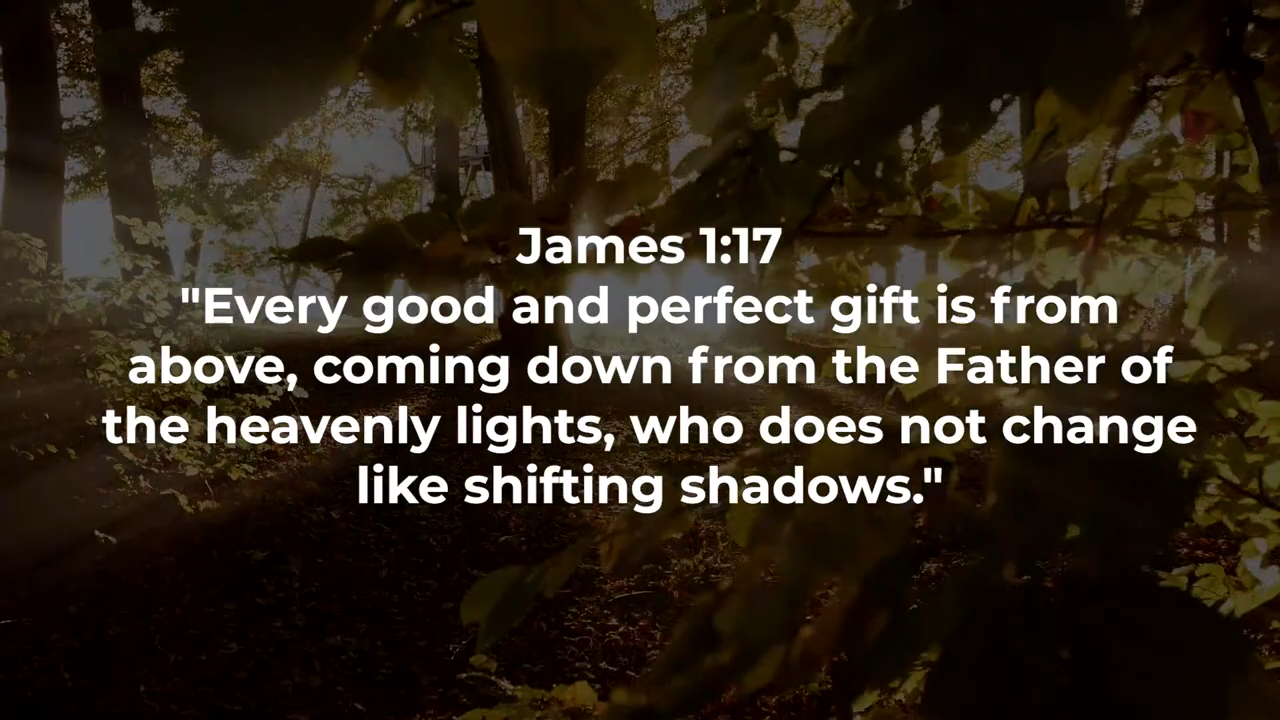 James 1:17
"Every good and perfect gift is from
above, coming down from the Father of
the heavenly lights, who does not change
like shifting shadows."